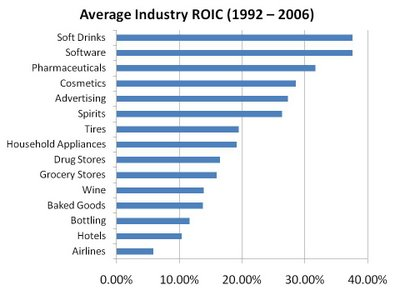 Average Industry ROIC (1992 – 2006)
Soft Drinks
Software
Pharmaceuticals
Cosmetics
Advertising
Spirits
Tires
Household Appliances
Drug Stores
Grocery Stores
Wine
Baked Goods
Bottling
Hotels
Airlines
0.00% 10.00% 20.00% 30.00% 40.00%